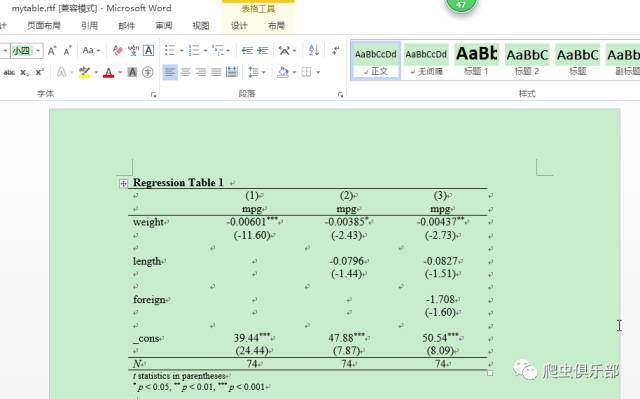 mytable.rtf [兼容模式] - Microsoft Word
表格工具
47
页面布局 引用 邮件 审阅 视图 设计 布局
小四
字体 段落 样式
AaBbCcDd AaBbCcDd AaBb AaBbC AaBbC AaBbC
正文 无间隔 标题 1 标题 2 标题 副标题
Regression Table 1
(1) (2) (3)
mpg mpg mpg
weight -0.00601*** -0.00385* -0.00437**
(-11.60) (-2.43) (-2.73)
length -0.0796 -0.0827
(-1.44) (-1.51)
foreign -1.708
(-1.60)
_cons 39.44*** 47.88*** 50.54***
(24.44) (7.87) (8.09)
N 74 74 74
t statistics in parentheses
* p < 0.05, ** p < 0.01, *** p < 0.001
爬虫俱乐部